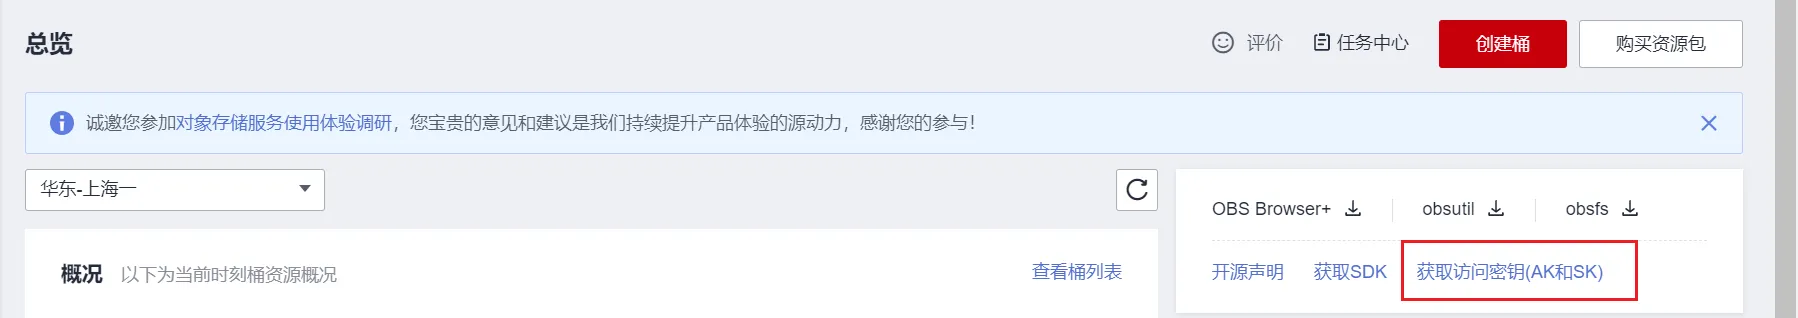 总览
评价 任务中心 创建桶 购买资源包
诚邀您参加对象存储服务使用体验调研，您宝贵的意见和建议是我们持续提升产品体验的源动力，感谢您的参与！
华东-上海一
OBS Browser+ obsutil obsfs
概况 以下为当前时刻桶资源概况 查看桶列表
开源声明 获取SDK 获取访问密钥(AK和SK)